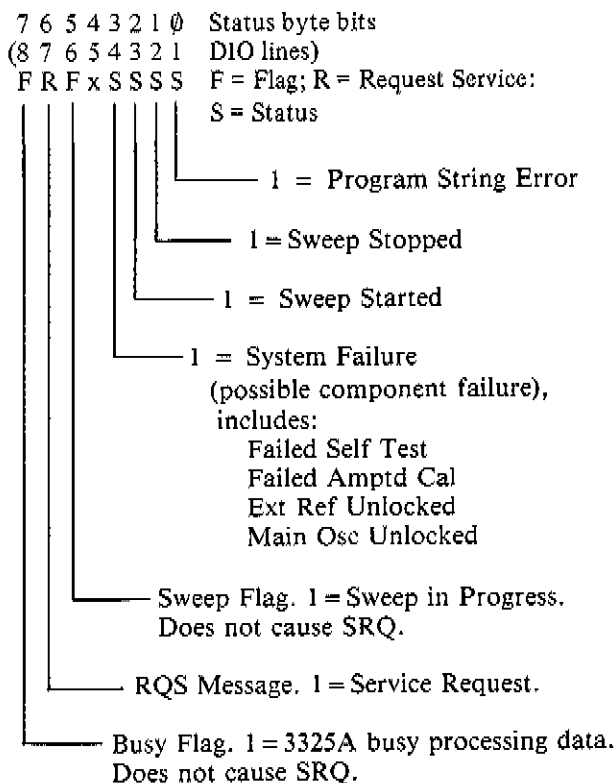 7 6 5 4 3 2 1 0 Status byte bits
(8 7 6 5 4 3 2 1 DIO lines)
F R F x S S S S F = Flag; R = Request Service:
S = Status
1 = Program String Error
1 = Sweep Stopped
1 = Sweep Started
1 = System Failure
(possible component failure),
includes:
Failed Self Test
Failed Amptd Cal
Ext Ref Unlocked
Main Osc Unlocked
Sweep Flag. 1 = Sweep in Progress.
Does not cause SRQ.
RQS Message. 1 = Service Request.
Busy Flag. 1 = 3325A busy processing data.
Does not cause SRQ.